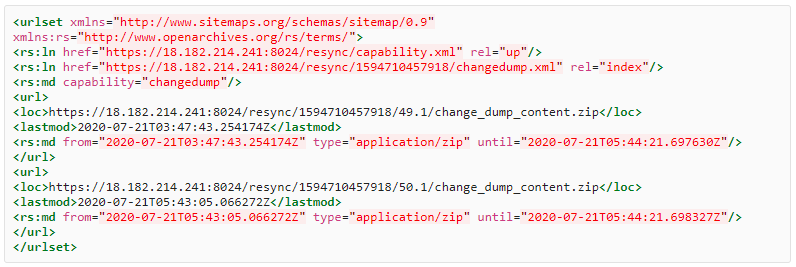 <urlset xmlns="http://www.sitemaps.org/schemas/sitemap/0.9"
xmlns:rs="http://www.openarchives.org/rs/terms/">
<rs:ln href="https://18.182.214.241:8024/resync/capability.xml" rel="up"/>
<rs:ln href="https://18.182.214.241:8024/resync/1594710457918/changedump.xml" rel="index"/>
<rs:md capability="changedump"/>
<url>
<loc>https://18.182.214.241:8024/resync/1594710457918/49.1/change_dump_content.zip</loc>
<lastmod>2020-07-21T03:47:43.254174Z</lastmod>
<rs:md from="2020-07-21T03:47:43.254174Z" type="application/zip" until="2020-07-21T05:44:21.697630Z"/>
</url>
<url>
<loc>https://18.182.214.241:8024/resync/1594710457918/50.1/change_dump_content.zip</loc>
<lastmod>2020-07-21T05:43:05.066272Z</lastmod>
<rs:md from="2020-07-21T05:43:05.066272Z" type="application/zip" until="2020-07-21T05:44:21.698327Z"/>
</url>
</urlset>